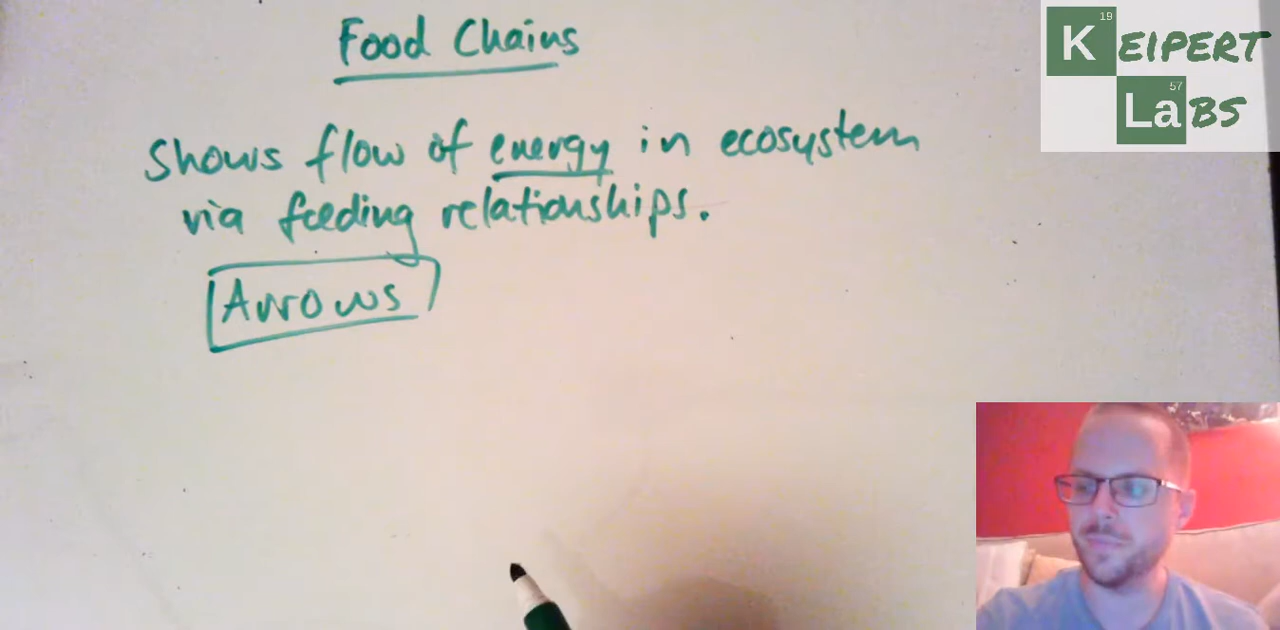 Food Chains
Shows flow of energy in ecosystem
via feeding relationships.
Arrows
19
KEIPERT
57
LaBS